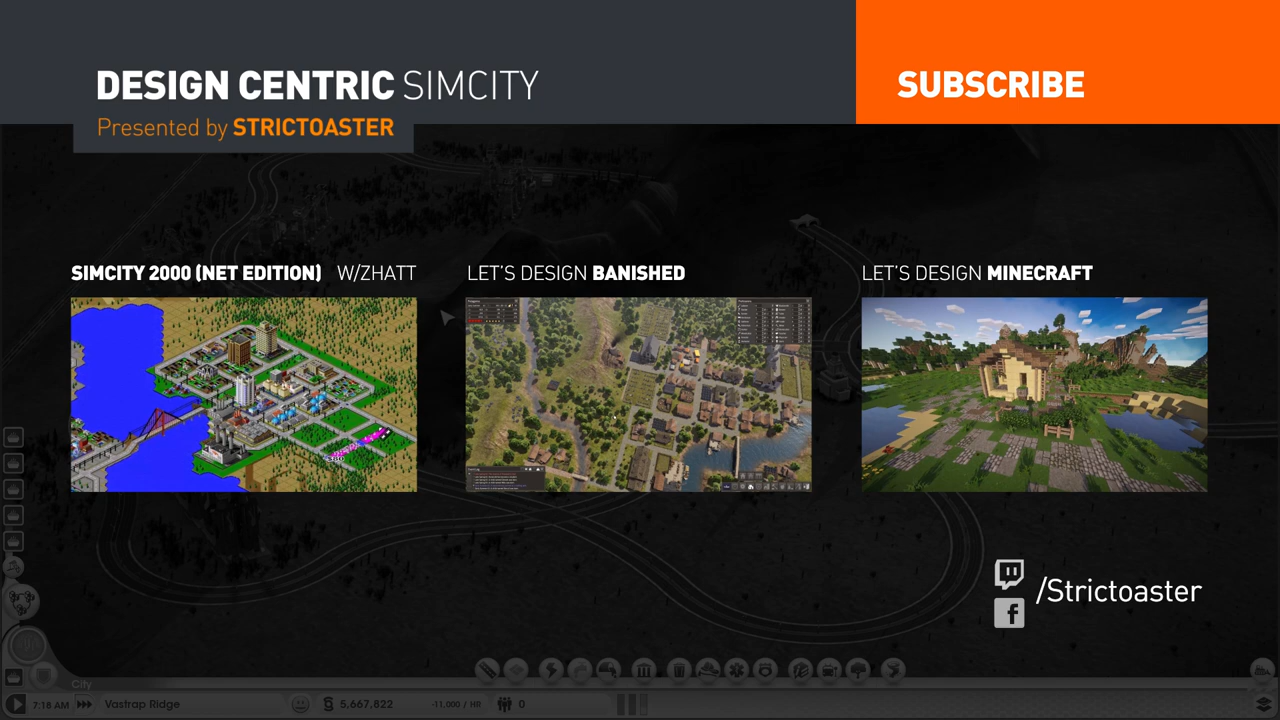 DESIGN CENTRIC SIMCITY
SUBSCRIBE
Presented by STRICTOASTER
SIMCITY 2000 (NET EDITION) W/ZHATT
LET'S DESIGN BANISHED
LET'S DESIGN MINECRAFT
/Strictoaster
City
7:18 AM
Vastrap Ridge
5,667,822
-11,000 / HR
0